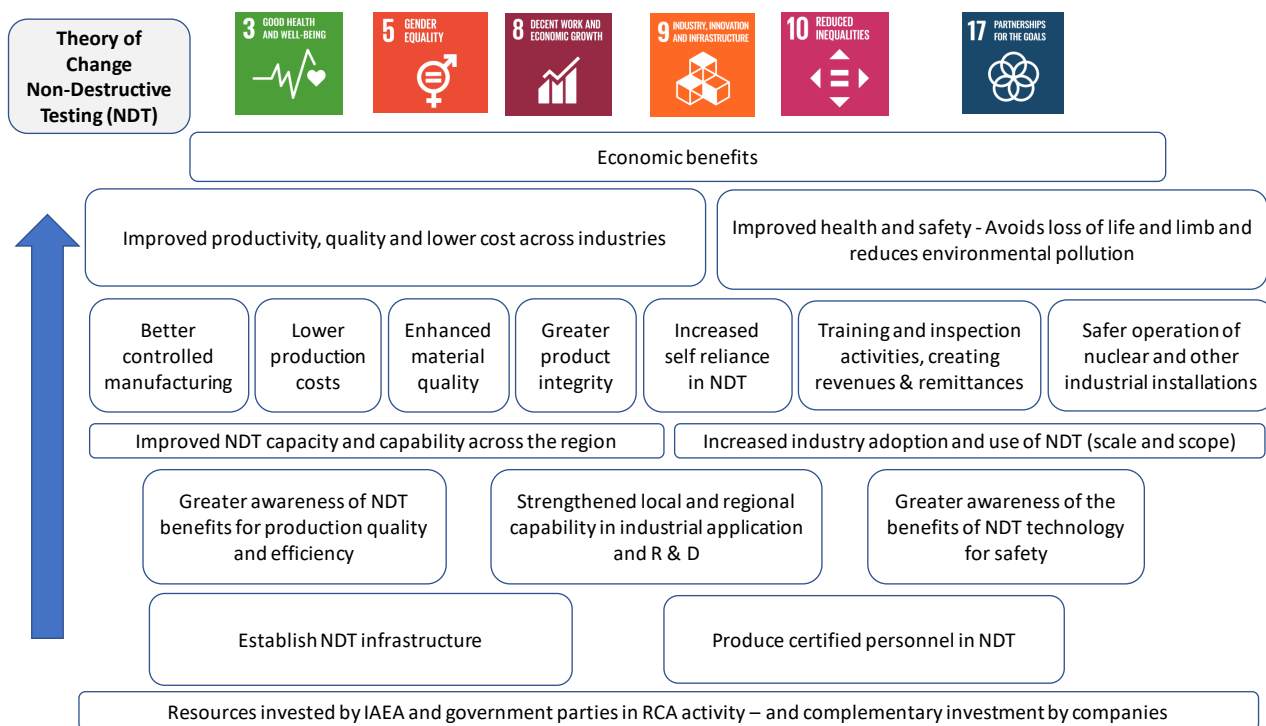 Theory of
Change
Non-Destructive
Testing (NDT)
3 GOOD HEALTH
AND WELL-BEING
5 GENDER
EQUALITY
8 DECENT WORK AND
ECONOMIC GROWTH
9 INDUSTRY, INNOVATION
AND INFRASTRUCTURE
10 REDUCED
INEQUALITIES
17 PARTNERSHIPS
FOR THE GOALS
Economic benefits
Improved productivity, quality and lower cost across industries
Improved health and safety - Avoids loss of life and limb and
reduces environmental pollution
Better
controlled
manufacturing
Lower
production
costs
Enhanced
material
quality
Greater
product
integrity
Increased
self reliance
in NDT
Training and inspection
activities, creating
revenues & remittances
Safer operation of
nuclear and other
industrial installations
Improved NDT capacity and capability across the region
Increased industry adoption and use of NDT (scale and scope)
Greater awareness of NDT
benefits for production quality
and efficiency
Strengthened local and regional
capability in industrial application
and R & D
Greater awareness of the
benefits of NDT technology
for safety
Establish NDT infrastructure
Produce certified personnel in NDT
Resources invested by IAEA and government parties in RCA activity – and complementary investment by companies